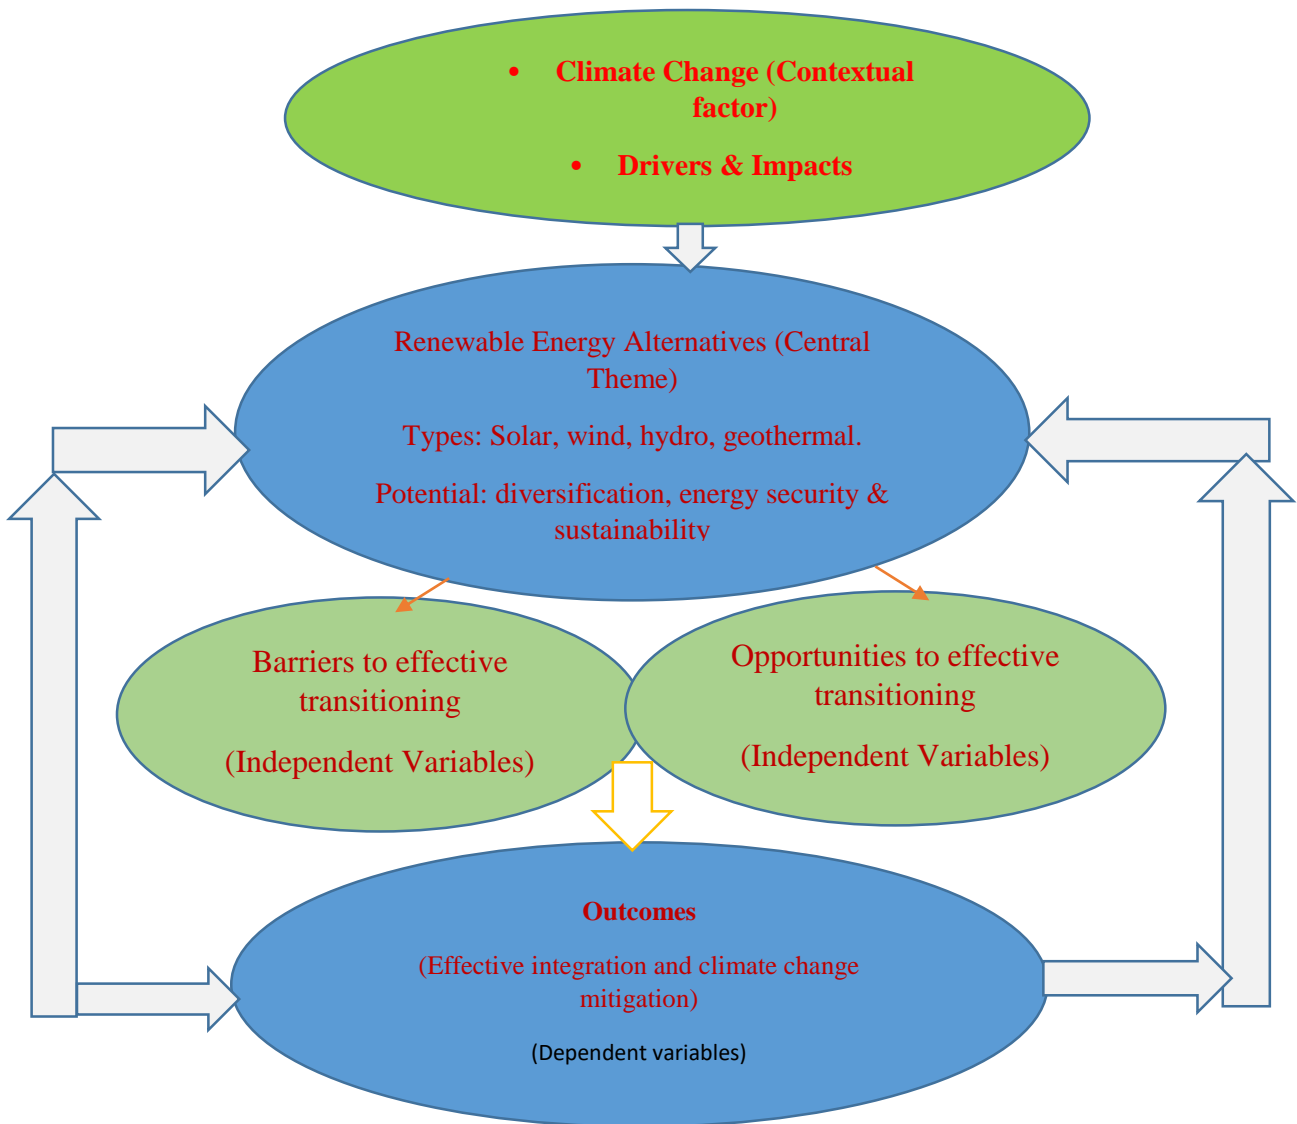 • Climate Change (Contextual
factor)
• Drivers & Impacts
Renewable Energy Alternatives (Central
Theme)
Types: Solar, wind, hydro, geothermal.
Potential: diversification, energy security &
sustainability
Barriers to effective
transitioning
(Independent Variables)
Opportunities to effective
transitioning
(Independent Variables)
Outcomes
(Effective integration and climate change
mitigation)
(Dependent variables)